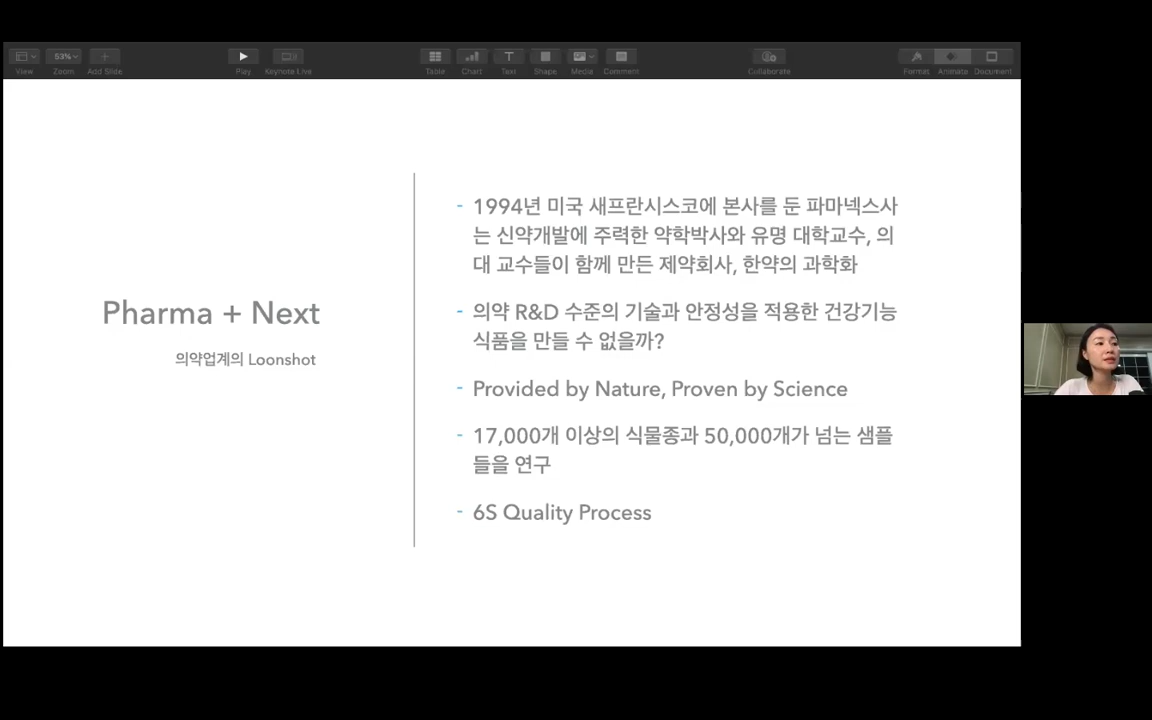 53%
View
Zoom
Add Slide
Play
Keynote Live
Table
Chart
Text
Shape
Media
Comment
Collaborate
Format
Animate
Document
Pharma + Next
의약업계의 Loonshot
- 1994년 미국 새프란시스코에 본사를 둔 파마넥스사
는 신약개발에 주력한 약학박사와 유명 대학교수, 의
대 교수들이 함께 만든 제약회사, 한약의 과학화
- 의약 R&D 수준의 기술과 안정성을 적용한 건강기능
식품을 만들 수 없을까?
- Provided by Nature, Proven by Science
- 17,000개 이상의 식물종과 50,000개가 넘는 샘플
들을 연구
- 6S Quality Process